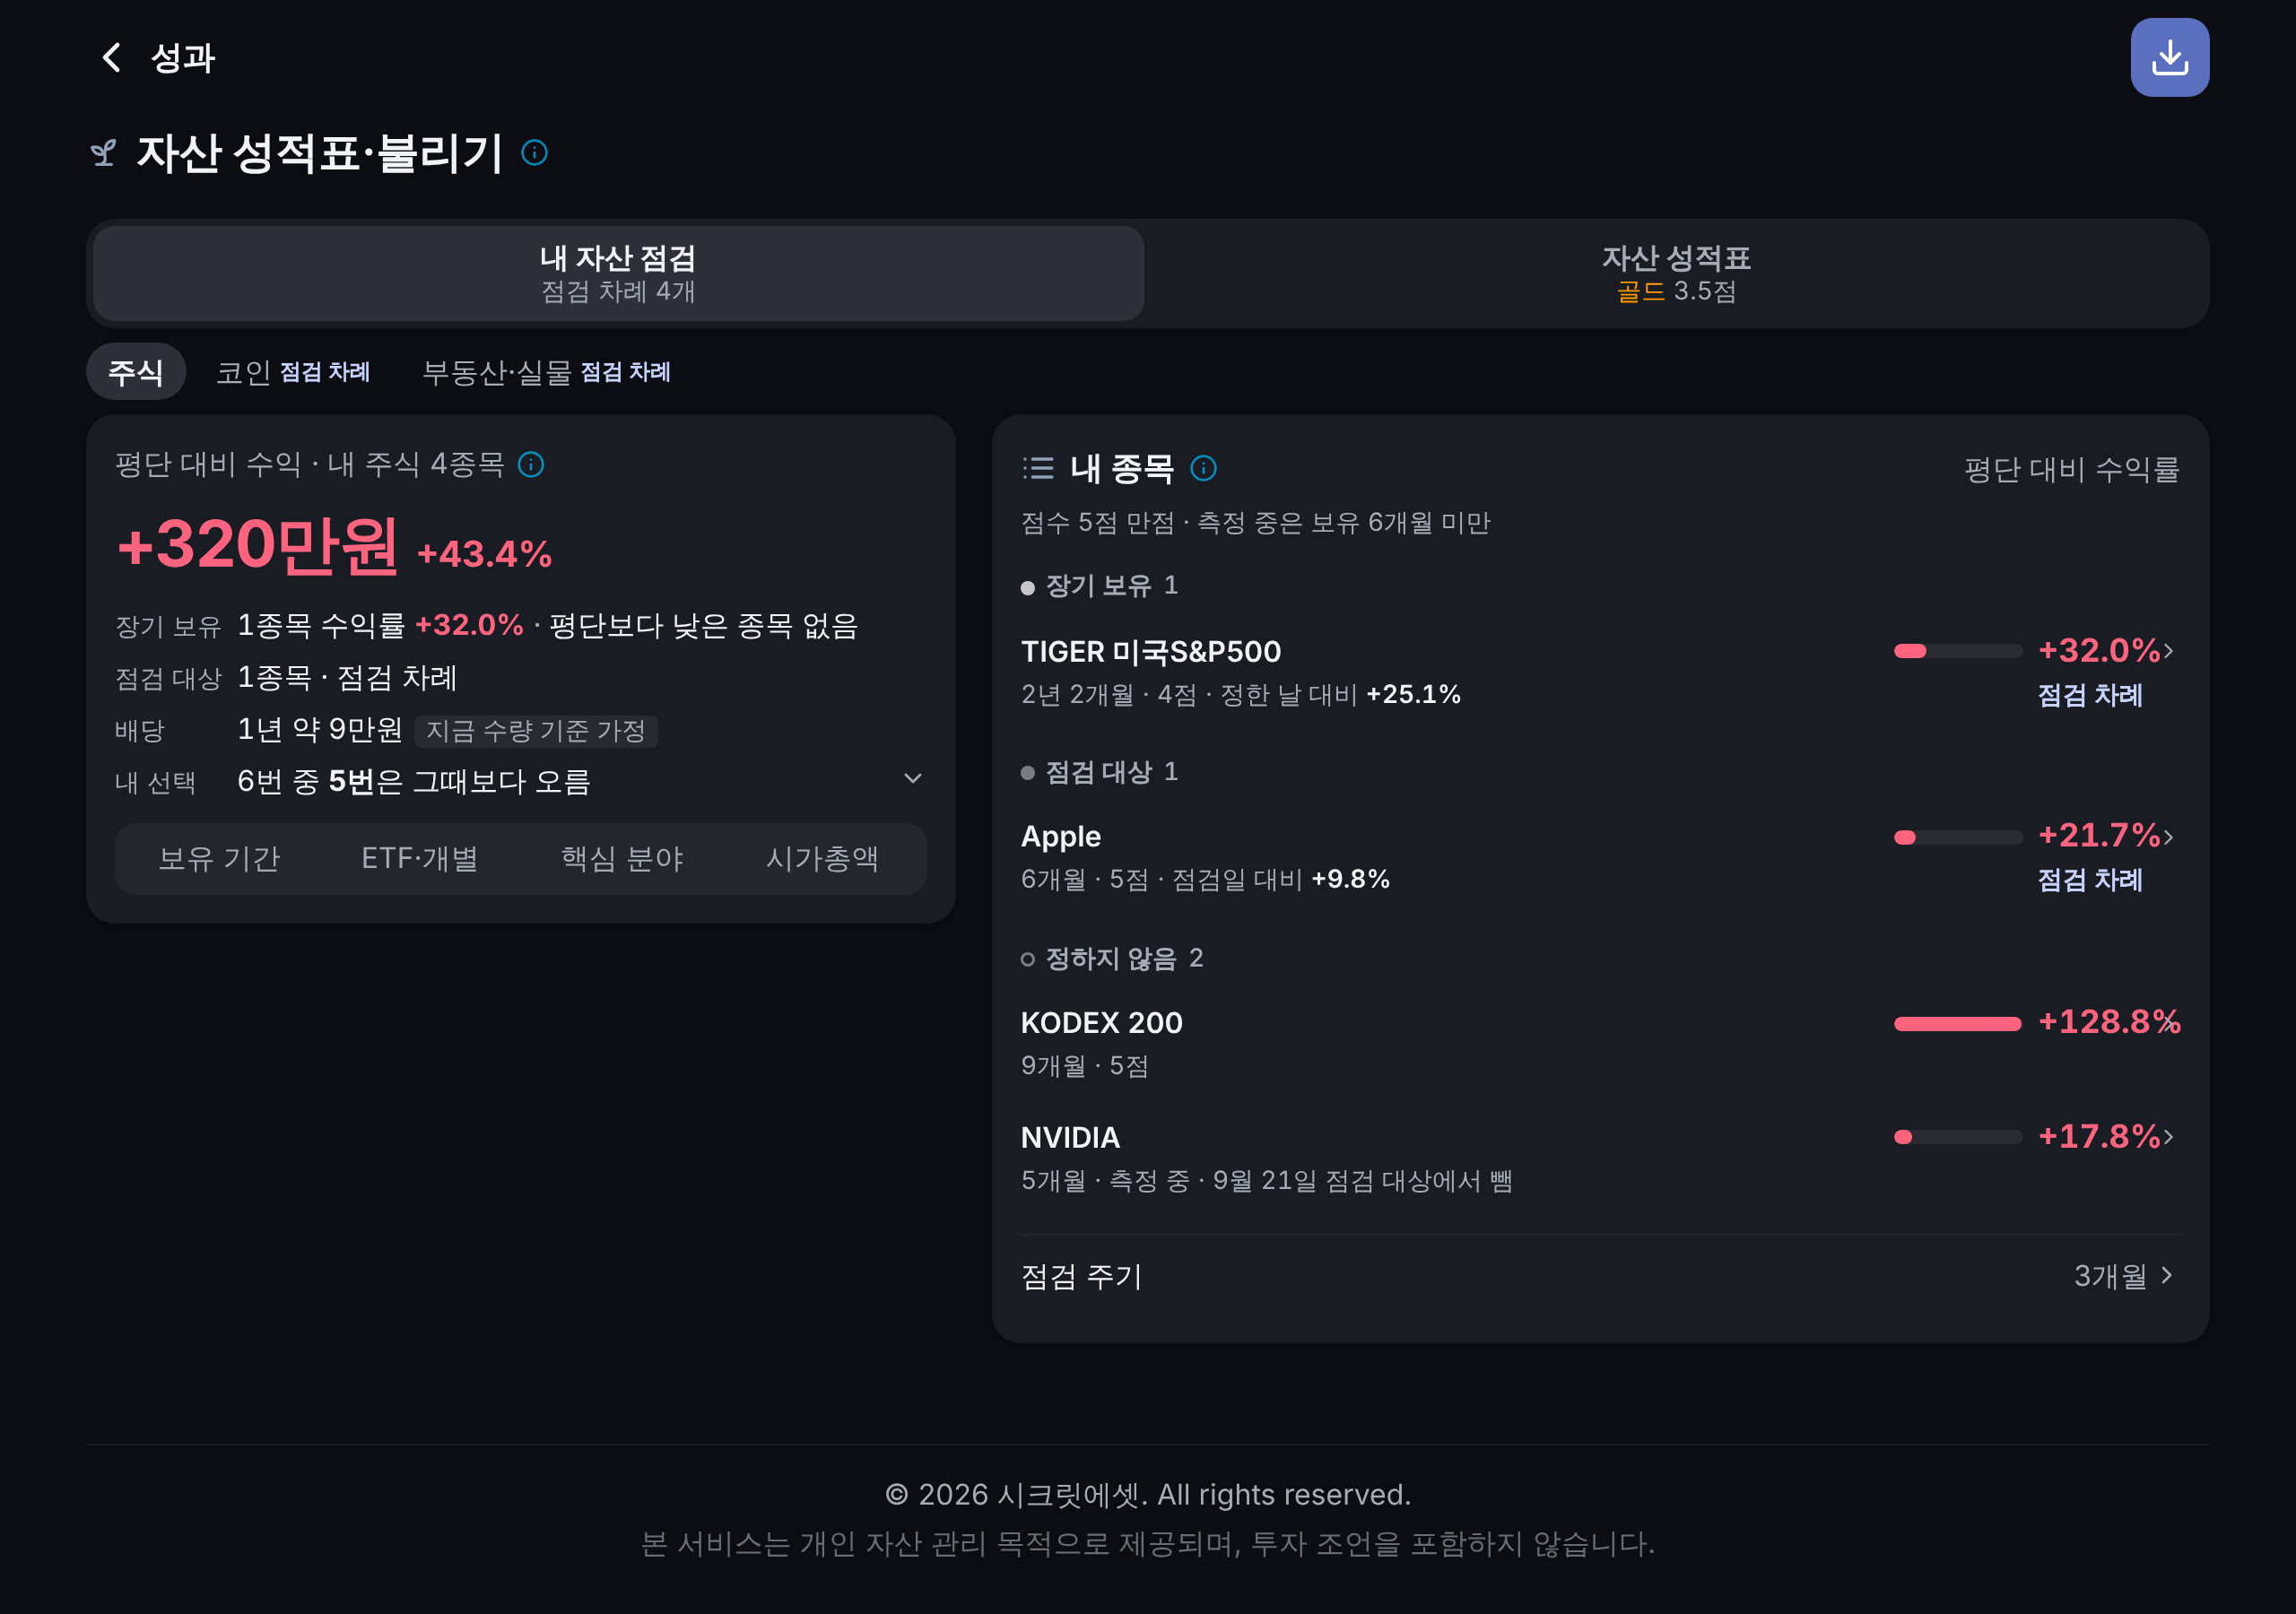 성과
자산 성적표·불리기
내 자산 점검
점검 차례 4개
자산 성적표
골드 3.5점
주식
코인 점검 차례
부동산·실물 점검 차례
평단 대비 수익 · 내 주식 4종목
+320만원 +43.4%
장기 보유 1종목 수익률 +32.0% · 평단보다 낮은 종목 없음
점검 대상 1종목 · 점검 차례
배당 1년 약 9만원 지금 수량 기준 가정
내 선택 6번 중 5번은 그때보다 오름
보유 기간 ETF·개별 핵심 분야 시가총액
내 종목 평단 대비 수익률
점수 5점 만점 · 측정 중은 보유 6개월 미만
장기 보유 1
TIGER 미국S&P500 +32.0%
2년 2개월 · 4점 · 정한 날 대비 +25.1% 점검 차례
점검 대상 1
Apple +21.7%
6개월 · 5점 · 점검일 대비 +9.8% 점검 차례
정하지 않음 2
KODEX 200 +128.8%
9개월 · 5점
NVIDIA +17.8%
5개월 · 측정 중 · 9월 21일 점검 대상에서 뺌
점검 주기 3개월
© 2026 시크릿에셋. All rights reserved.
본 서비스는 개인 자산 관리 목적으로 제공되며, 투자 조언을 포함하지 않습니다.